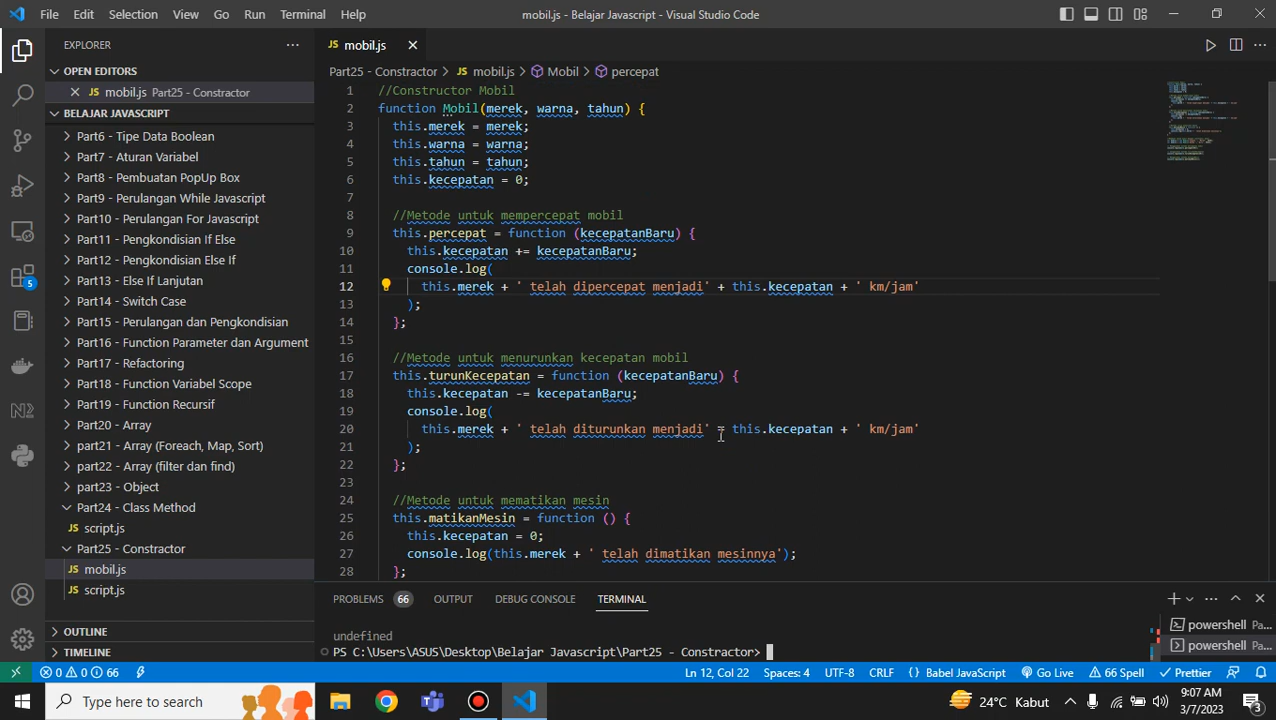 File Edit Selection View Go Run Terminal Help
mobil.js - Belajar Javascript - Visual Studio Code
EXPLORER
OPEN EDITORS
JS mobil.js Part25 - Constractor
BELAJAR JAVASCRIPT
Part6 - Tipe Data Boolean
Part7 - Aturan Variabel
Part8 - Pembuatan PopUp Box
Part9 - Perulangan While Javascript
Part10 - Perulangan For Javascript
Part11 - Pengkondisian If Else
Part12 - Pengkondisian Else If
Part13 - Else If Lanjutan
Part14 - Switch Case
Part15 - Perulangan dan Pengkondisian
Part16 - Function Parameter dan Argument
Part17 - Refactoring
Part18 - Function Variabel Scope
Part19 - Function Recursif
Part20 - Array
part21 - Array (Foreach, Map, Sort)
part22 - Array (filter dan find)
part23 - Object
Part24 - Class Method
JS script.js
Part25 - Constractor
JS mobil.js
JS script.js
OUTLINE
TIMELINE
5
JS mobil.js
Part25 - Constractor > JS mobil.js > Mobil > percepat
1 //Constructor Mobil
2 function Mobil(merek, warna, tahun) {
3 this.merek = merek;
4 this.warna = warna;
5 this.tahun = tahun;
6 this.kecepatan = 0;
7
8 //Metode untuk mempercepat mobil
9 this.percepat = function (kecepatanBaru) {
10 this.kecepatan += kecepatanBaru;
11 console.log(
12 this.merek + ' telah dipercepat menjadi' + this.kecepatan + ' km/jam'
13 );
14 };
15
16 //Metode untuk menurunkan kecepatan mobil
17 this.turunKecepatan = function (kecepatanBaru) {
18 this.kecepatan -= kecepatanBaru;
19 console.log(
20 this.merek + ' telah diturunkan menjadi' + this.kecepatan + ' km/jam'
21 );
22 };
23
24 //Metode untuk mematikan mesin
25 this.matikanMesin = function () {
26 this.kecepatan = 0;
27 console.log(this.merek + ' telah dimatikan mesinnya');
28 };
PROBLEMS 66 OUTPUT DEBUG CONSOLE TERMINAL
undefined
PS C:\Users\ASUS\Desktop\Belajar Javascript\Part25 - Constractor>
powershell Pa...
powershell Pa...
0 0 66 Ln 12, Col 22 Spaces: 4 UTF-8 CRLF {} Babel JavaScript Go Live 66 Spell Prettier
Type here to search
24°C Kabut
9:07 AM
3/7/2023
3